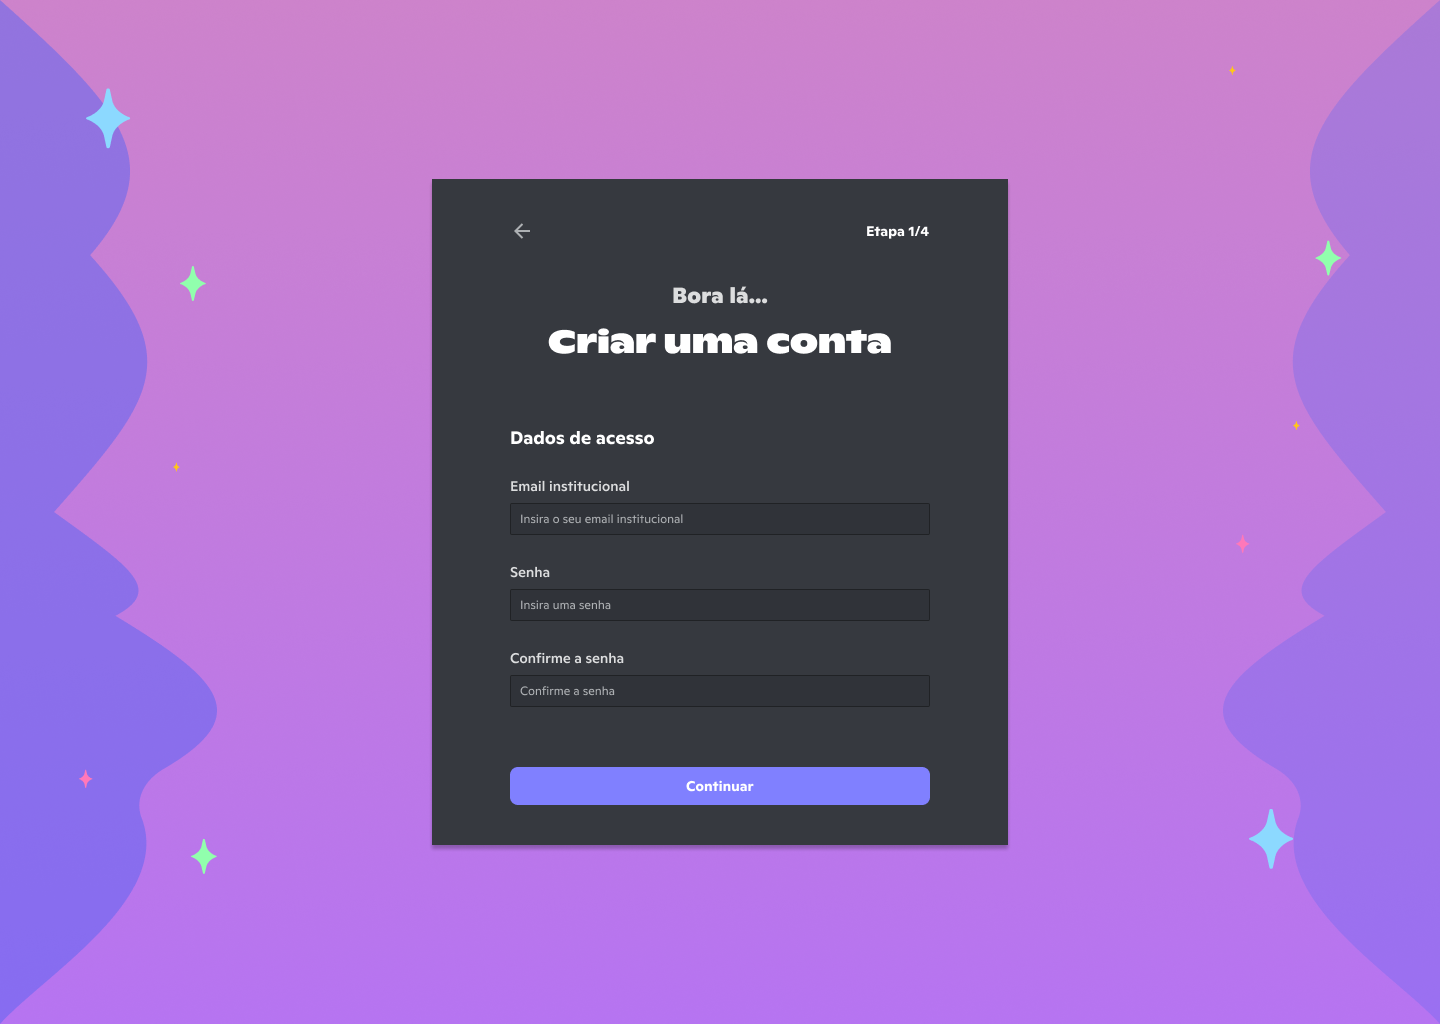 Etapa 1/4
Bora lá...
Criar uma conta
Dados de acesso
Email institucional
Insira o seu email institucional
Senha
Insira uma senha
Confirme a senha
Confirme a senha
Continuar